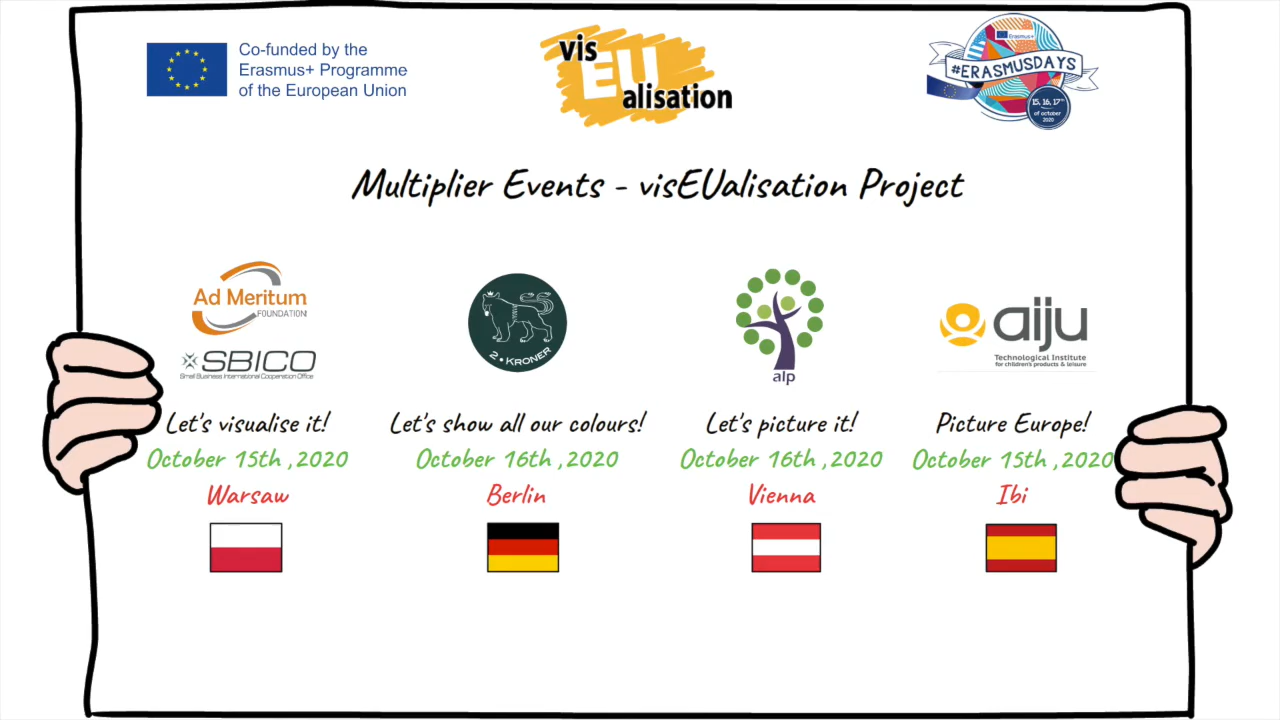 Co-funded by the
Erasmus+ Programme
of the European Union
vis
EU
alisation
Erasmus+
#ERASMUSDAYS
15, 16, 17th
of october
2020
Multiplier Events - visEUalisation Project
Ad Meritum
FOUNDATION
SBICO
Small Business International Cooperation Office
2 • KRONER
alp
aiju
Technological Institute
for children's products & leisure
Let's visualise it!
October 15th ,2020
Warsaw
Let's show all our colours!
October 16th ,2020
Berlin
Let's picture it!
October 16th ,2020
Vienna
Picture Europe!
October 15th ,2020
Ibi